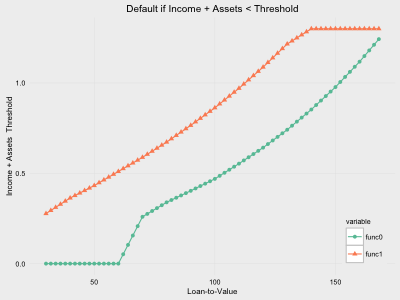 Default if Income + Assets < Threshold
Income + Assets Threshold
1.0
0.5
0.0
50
100
150
Loan-to-Value
variable
func0
func1